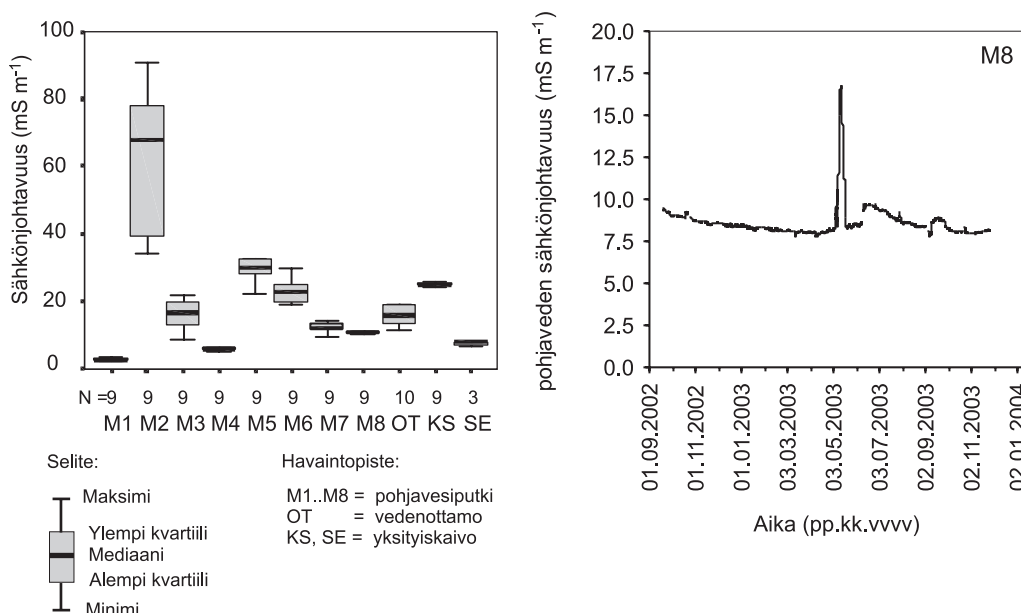 Sähkönjohtavuus (mS m-1)
100
80
60
40
20
0
N =9 9 9 9 9 9 9 9 10 9 3
M1 M2 M3 M4 M5 M6 M7 M8 OT KS SE
Selite:
Maksimi
Ylempi kvartiili
Mediaani
Alempi kvartiili
Minimi
Havaintopiste:
M1..M8 = pohjavesiputki
OT = vedenottamo
KS, SE = yksityiskaivo
pohjaveden sähkönjohtavuus (mS m-1)
20.0
17.5
15.0
12.5
10.0
7.5
5.0
2.5
0.0
M8
01.09.2002
01.11.2002
01.01.2003
03.03.2003
03.05.2003
03.07.2003
02.09.2003
02.11.2003
02.01.2004
Aika (pp.kk.vvvv)